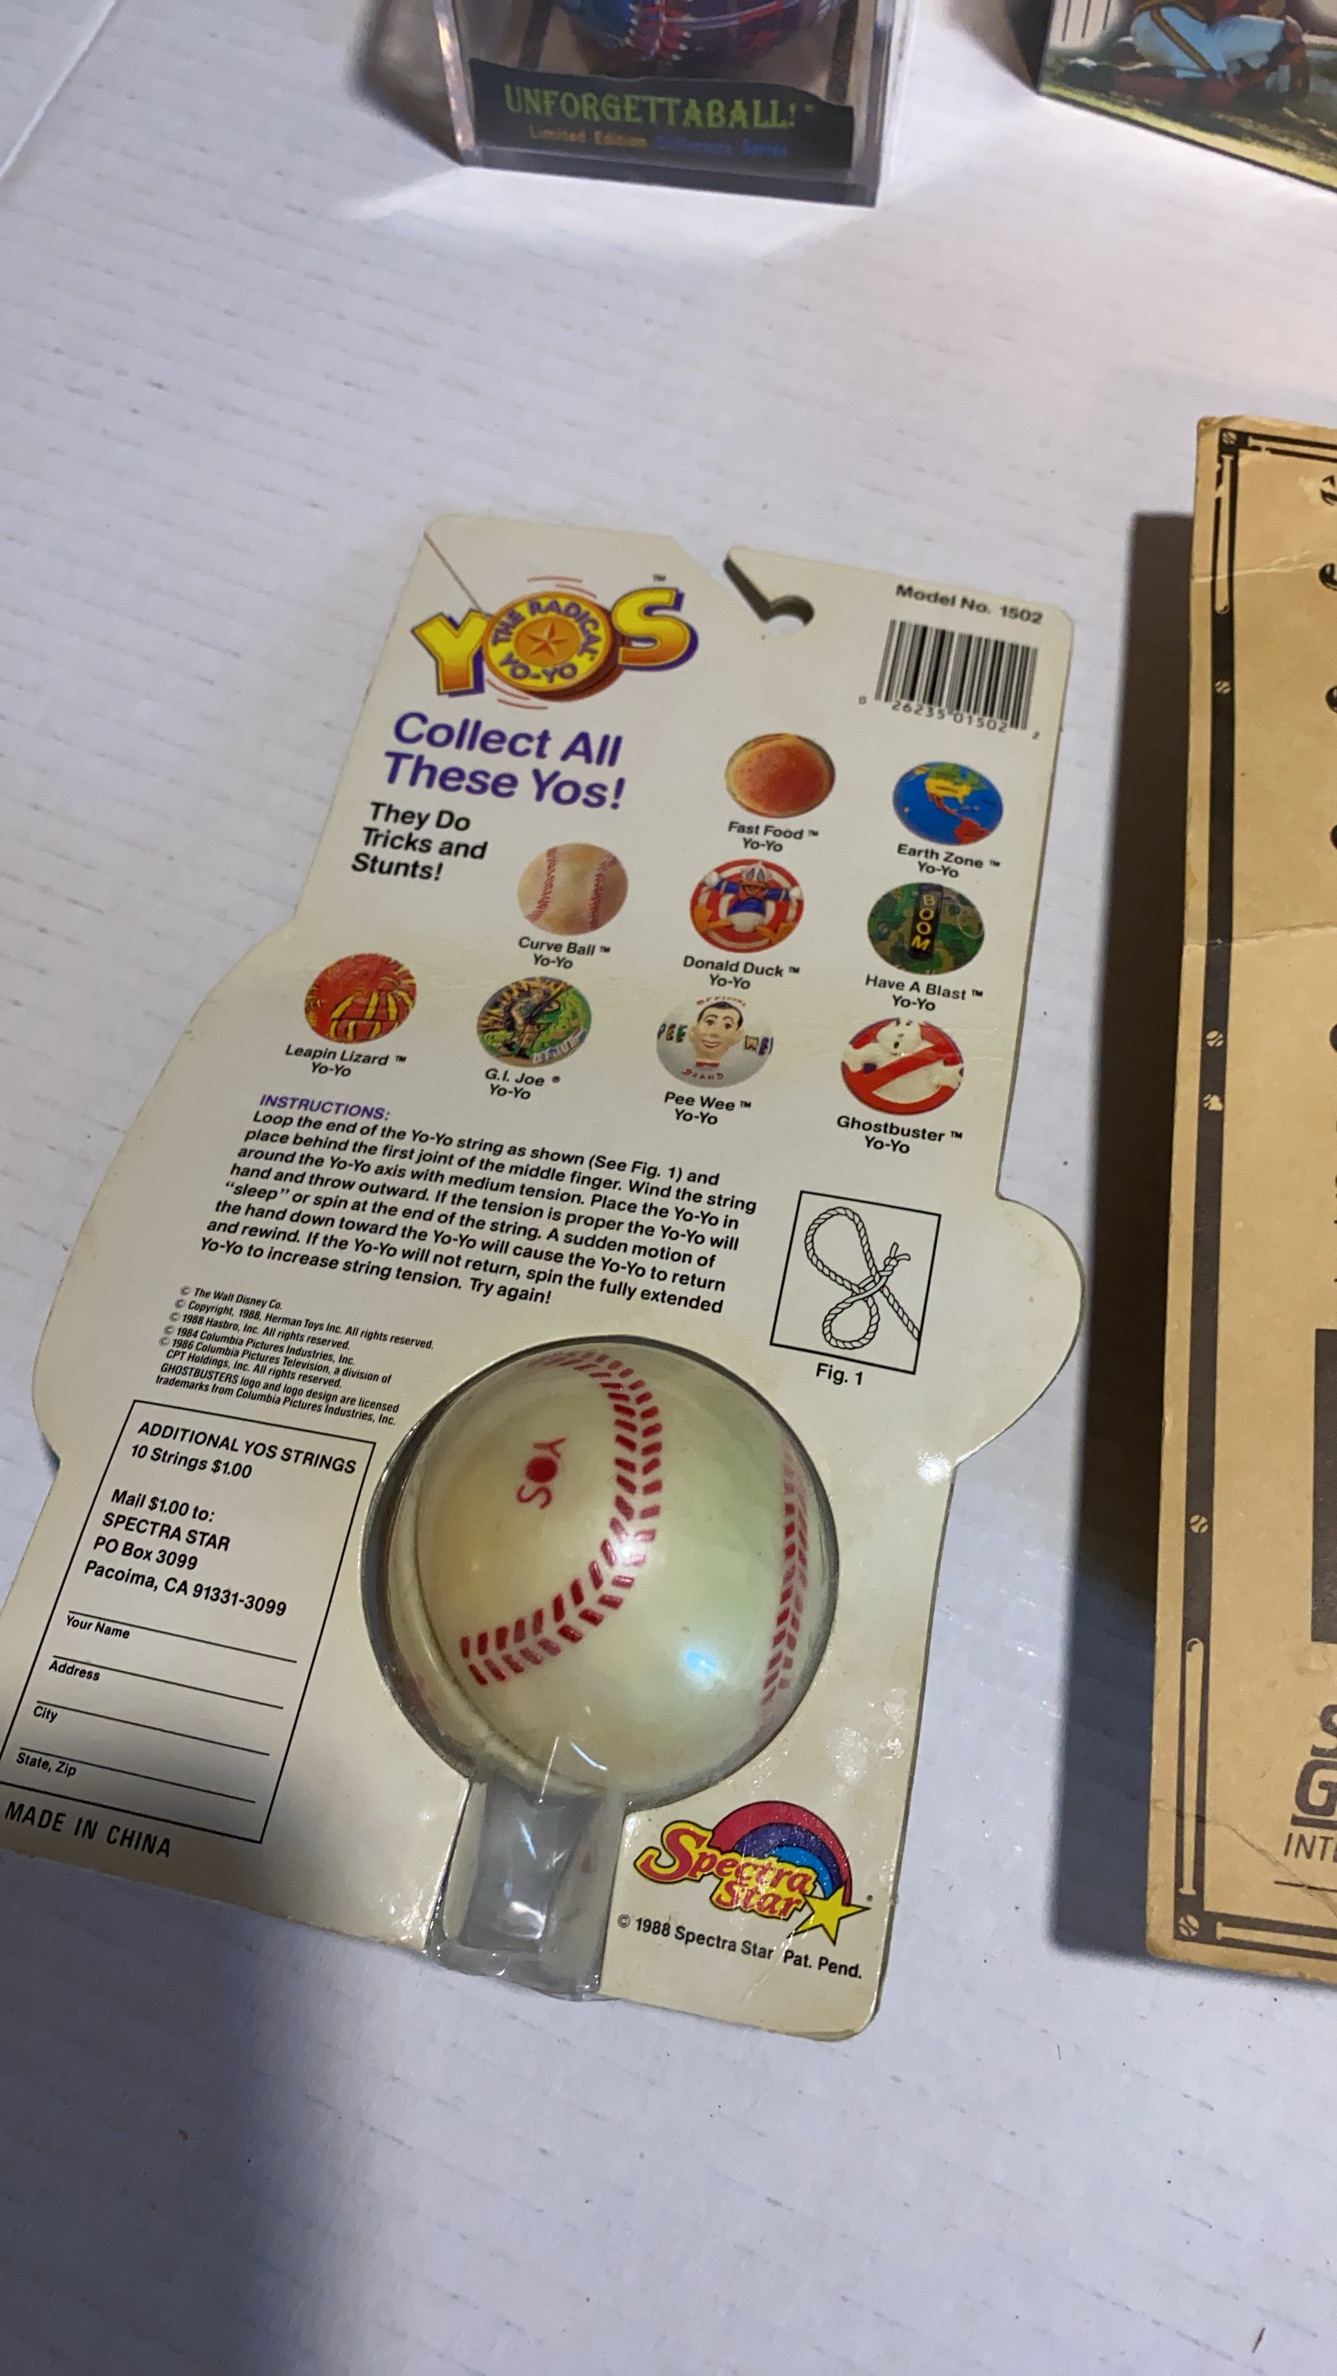 UNFORGETTABALL!
Limited Edition Collectors Series
YOS ™
THE RADICAL YO-YO
Model No. 1502
0 26235 01502 2
Collect All
These Yos!
They Do
Tricks and
Stunts!
Fast Food ™
Yo-Yo
Earth Zone ™
Yo-Yo
Curve Ball ™
Yo-Yo
Donald Duck ™
Yo-Yo
BOOM
Have A Blast ™
Yo-Yo
Leapin Lizard ™
Yo-Yo
G.I. Joe ®
Yo-Yo
OFFICIAL
PEE WEE
BRAND
Pee Wee ™
Yo-Yo
Ghostbuster ™
Yo-Yo
INSTRUCTIONS:
Loop the end of the Yo-Yo string as shown (See Fig. 1) and
place behind the first joint of the middle finger. Wind the string
around the Yo-Yo axis with medium tension. Place the Yo-Yo in
hand and throw outward. If the tension is proper the Yo-Yo will
“sleep” or spin at the end of the string. A sudden motion of
the hand down toward the Yo-Yo will cause the Yo-Yo to return
and rewind. If the Yo-Yo will not return, spin the fully extended
Yo-Yo to increase string tension. Try again!
Fig. 1
© The Walt Disney Co.
© Copyright, 1988, Herman Toys Inc. All rights reserved.
© 1988 Hasbro, Inc. All rights reserved.
© 1984 Columbia Pictures Industries, Inc.
© 1986 Columbia Pictures Television, a division of
CPT Holdings, Inc. All rights reserved.
GHOSTBUSTERS logo and logo design are licensed
trademarks from Columbia Pictures Industries, Inc.
ADDITIONAL YOS STRINGS
10 Strings $1.00
Mail $1.00 to:
SPECTRA STAR
PO Box 3099
Pacoima, CA 91331-3099
Your Name
Address
City
State, Zip
MADE IN CHINA
YOS
Spectra
Star ®
© 1988 Spectra Star Pat. Pend.